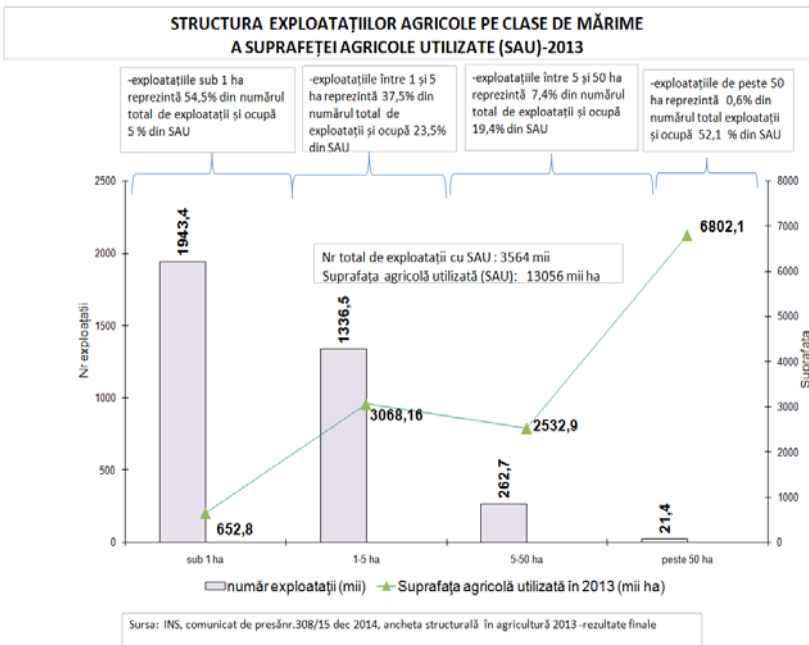 STRUCTURA EXPLOATAȚIILOR AGRICOLE PE CLASE DE MĂRIME
A SUPRAFEȚEI AGRICOLE UTILIZATE (SAU)-2013
-exploatațiile sub 1 ha
reprezintă 54,5% din numărul
total de exploatații și ocupă
5 % din SAU
-exploatațiile între 1 și 5
ha reprezintă 37,5% din
numărul total de
exploatații și ocupă 23,5%
din SAU
-exploatațiile între 5 și 50 ha
reprezintă 7,4% din numărul
total de exploatații și ocupă
19,4% din SAU
-exploatațiile de peste 50
ha reprezintă 0,6% din
numărul total exploatații
și ocupă 52,1 % din SAU
Nr total de exploatații cu SAU : 3564 mii
Suprafața agricolă utilizată (SAU): 13056 mii ha
Nr exploatații
2500
2000
1500
1000
500
0
1943,4
1336,5
262,7
21,4
652,8
3068,16
2532,9
6802,1
8000
7000
6000
5000
4000
3000
2000
1000
0
Suprafața
sub 1 ha
1-5 ha
5-50 ha
peste 50 ha
număr exploatații (mii)
Suprafața agricolă utilizată în 2013 (mii ha)
Sursa: INS, comunicat de presănr.308/15 dec 2014, ancheta structurală în agricultură 2013 -rezultate finale